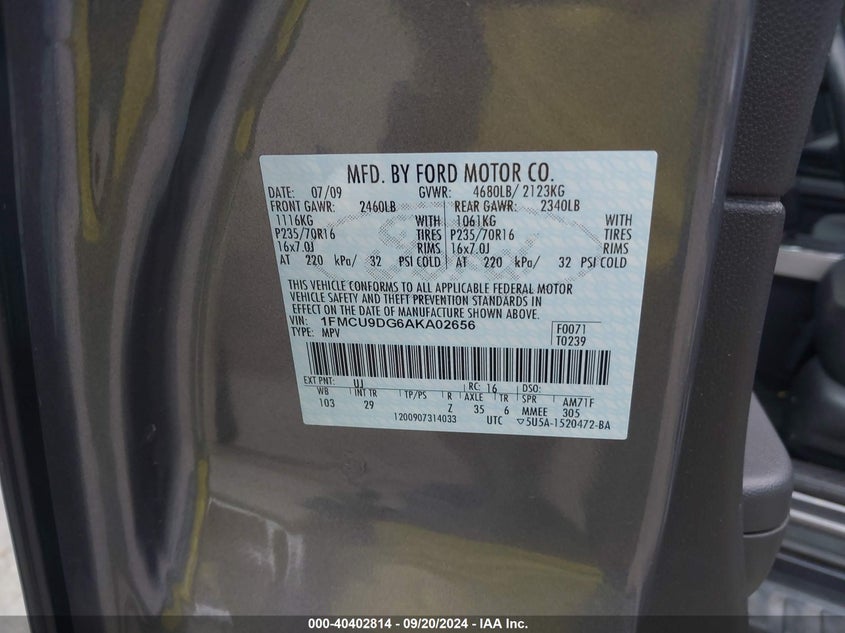 MFD. BY FORD MOTOR CO.
DATE: 07/09 GVWR: 4680LB/ 2123KG
FRONT GAWR: 2460LB REAR GAWR: 2340LB
1116KG WITH 1061KG WITH
P235/70R16 TIRES P235/70R16 TIRES
16x7.0J RIMS 16x7.0J RIMS
AT 220 kPa/ 32 PSI COLD AT 220 kPa/ 32 PSI COLD
THIS VEHICLE CONFORMS TO ALL APPLICABLE FEDERAL MOTOR
VEHICLE SAFETY AND THEFT PREVENTION STANDARDS IN
EFFECT ON THE DATE OF MANUFACTURE SHOWN ABOVE.
VIN: 1FMCU9DG6AKA02656 F0071
TYPE: MPV T0239
EXT PNT: UJ RC: 16 DSO:
WB INT TR TP/PS R AXLE TR SPR AM71F
103 29 Z 35 6 MMEE 305
1200907314033 UTC ▽5U5A-1520472-BA
000-40402814 - 09/20/2024 - IAA Inc.